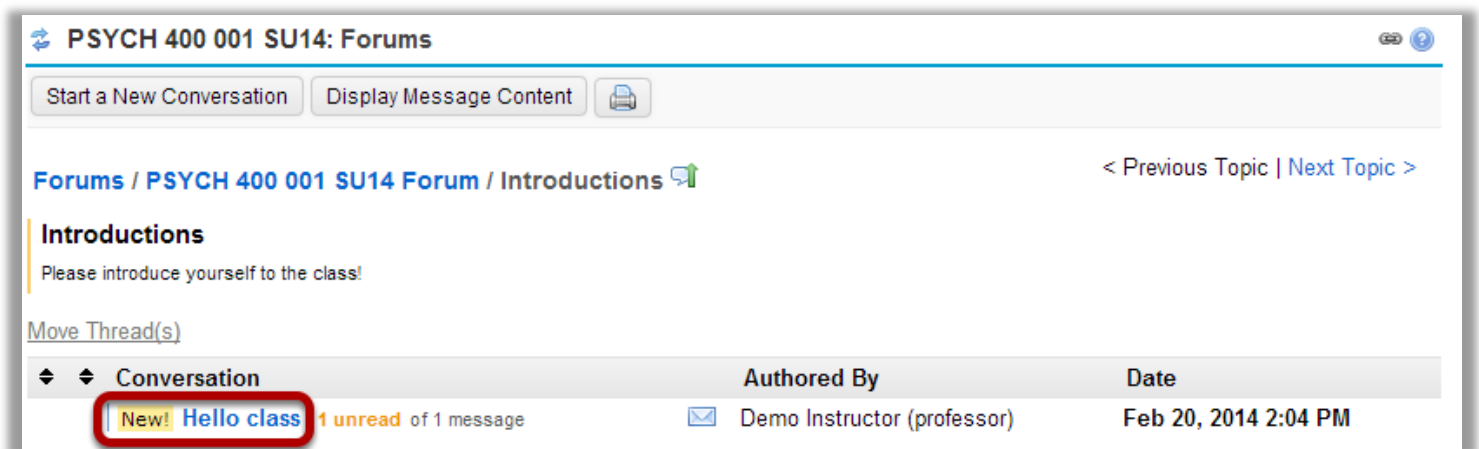 PSYCH 400 001 SU14: Forums
Start a New Conversation Display Message Content
Forums / PSYCH 400 001 SU14 Forum / Introductions < Previous Topic | Next Topic >
Introductions
Please introduce yourself to the class!
Move Thread(s)
Conversation Authored By Date
New! Hello class 1 unread of 1 message Demo Instructor (professor) Feb 20, 2014 2:04 PM